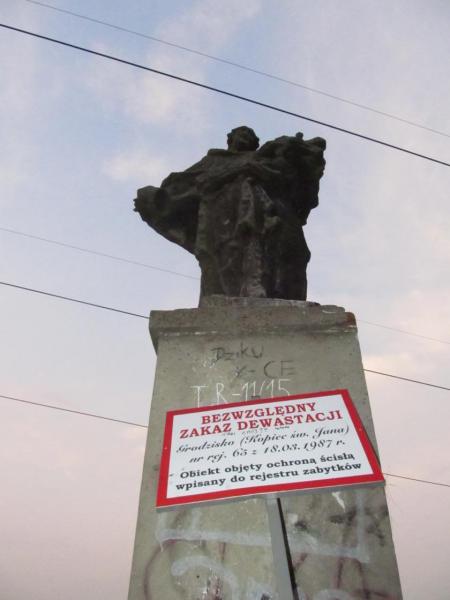 Dziku
X-CE
TR-11/15
BEZWZGLĘDNY
ZAKAZ DEWASTACJI
Grodzisko (Kopiec św. Jana)
nr rej. 65 z 18.03.1987 r.
Obiekt objęty ochroną ścisłą
wpisany do rejestru zabytków